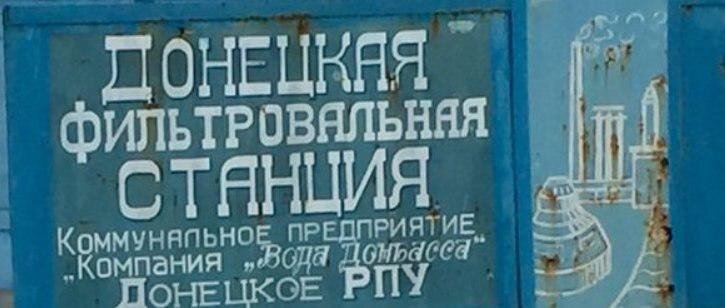 ДОНЕЦКАЯ
ФИЛЬТРОВАЛЬНАЯ
СТАНЦИЯ
КОММУНАЛЬНОЕ ПРЕДПРИЯТИЕ
„КОМПАНИЯ „Вода Донбасса"
ДОНЕЦКОЕ РПУ